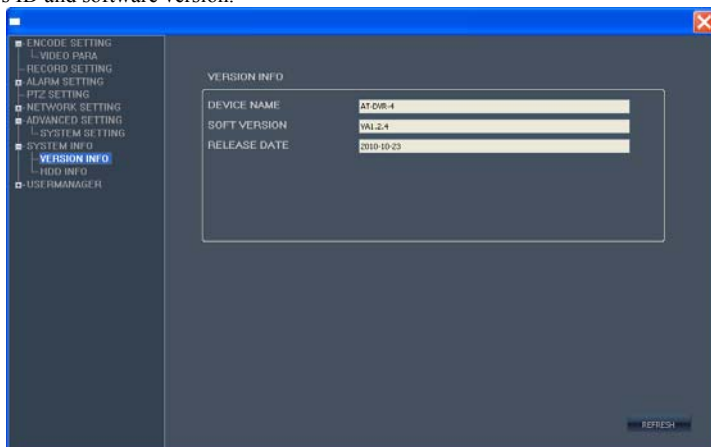 s ID and software version.
ENCODE SETTING
VIDEO PARA
RECORD SETTING
ALARM SETTING
PTZ SETTING
NETWORK SETTING
ADVANCED SETTING
SYSTEM SETTING
SYSTEM INFO
VERSION INFO
HDD INFO
USERMANAGER
VERSION INFO
DEVICE NAME AT-DVR-4
SOFT VERSION VA1.2.4
RELEASE DATE 2010-10-23
REFRESH